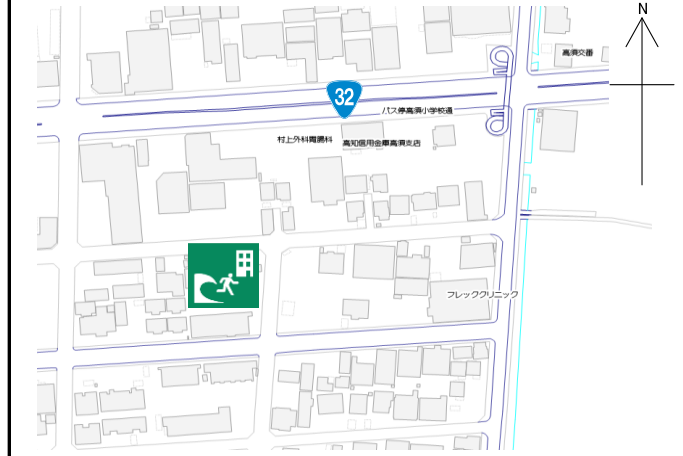 N
高須交番
32
バス停高須小学校通
村上外科胃腸科
高知信用金庫高須支店
フレッククリニック